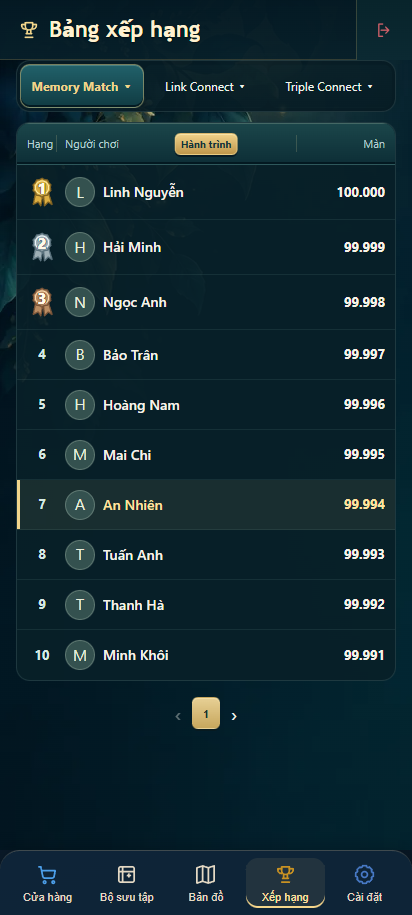 Bảng xếp hạng
Memory Match Link Connect Triple Connect
Hạng Người chơi Hành trình Màn
1 L Linh Nguyễn 100.000
2 H Hải Minh 99.999
3 N Ngọc Anh 99.998
4 B Bảo Trân 99.997
5 H Hoàng Nam 99.996
6 M Mai Chi 99.995
7 A An Nhiên 99.994
8 T Tuấn Anh 99.993
9 T Thanh Hà 99.992
10 M Minh Khôi 99.991
‹ 1 ›
Cửa hàng Bộ sưu tập Bản đồ Xếp hạng Cài đặt